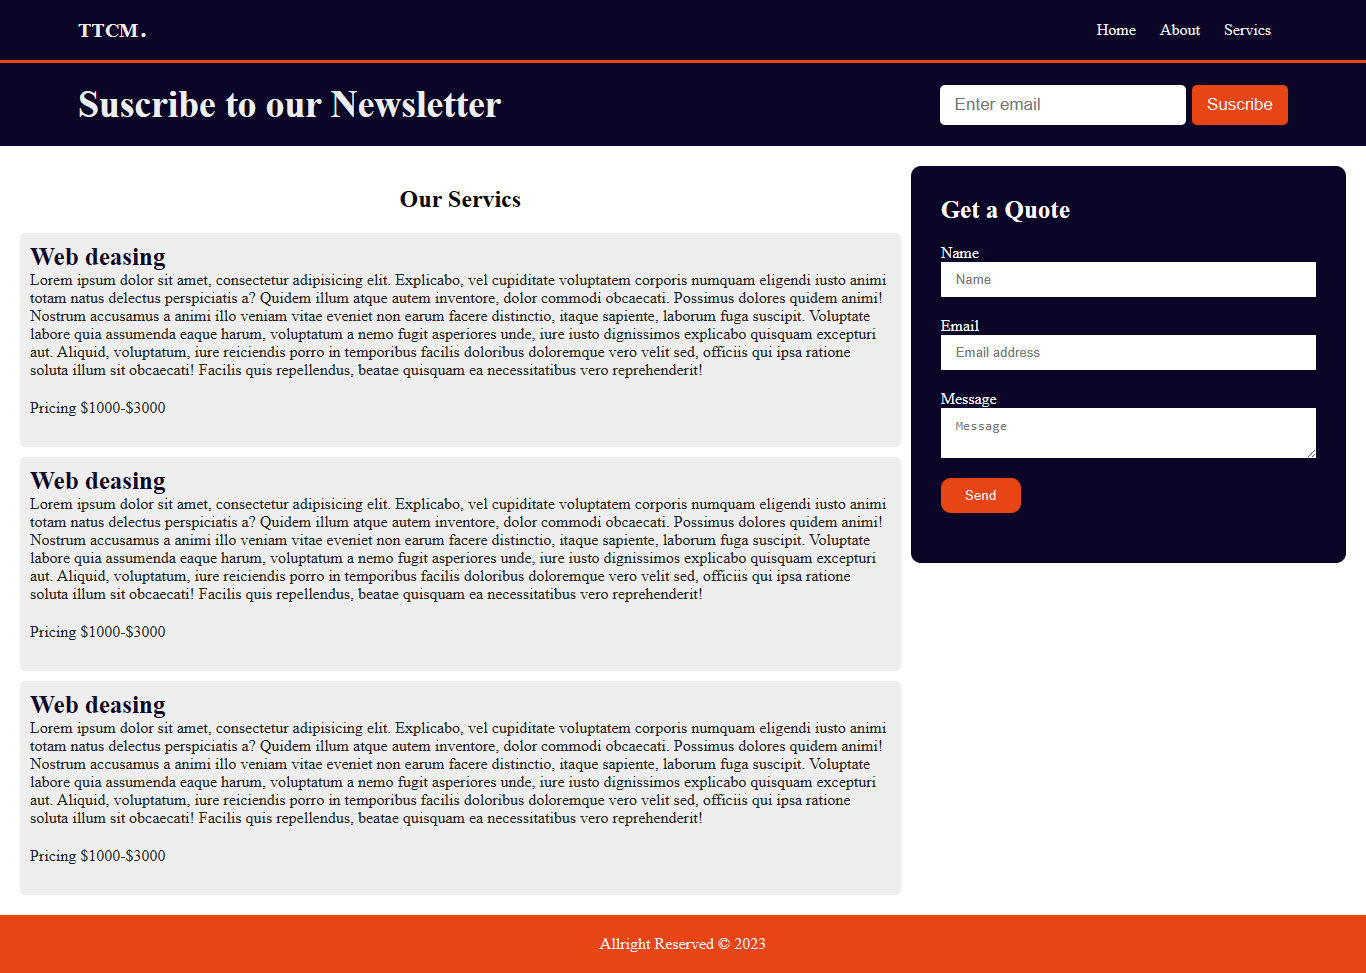 TTCM.
Home About Servics
Suscribe to our Newsletter
Enter email Suscribe
Our Servics
Web deasing
Lorem ipsum dolor sit amet, consectetur adipisicing elit. Explicabo, vel cupiditate voluptatem corporis numquam eligendi iusto animi
totam natus delectus perspiciatis a? Quidem illum atque autem inventore, dolor commodi obcaecati. Possimus dolores quidem animi!
Nostrum accusamus a animi illo veniam vitae eveniet non earum facere distinctio, itaque sapiente, laborum fuga suscipit. Voluptate
labore quia assumenda eaque harum, voluptatum a nemo fugit asperiores unde, iure iusto dignissimos explicabo quisquam excepturi
aut. Aliquid, voluptatum, iure reiciendis porro in temporibus facilis doloribus doloremque vero velit sed, officiis qui ipsa ratione
soluta illum sit obcaecati! Facilis quis repellendus, beatae quisquam ea necessitatibus vero reprehenderit!
Pricing $1000-$3000
Web deasing
Lorem ipsum dolor sit amet, consectetur adipisicing elit. Explicabo, vel cupiditate voluptatem corporis numquam eligendi iusto animi
totam natus delectus perspiciatis a? Quidem illum atque autem inventore, dolor commodi obcaecati. Possimus dolores quidem animi!
Nostrum accusamus a animi illo veniam vitae eveniet non earum facere distinctio, itaque sapiente, laborum fuga suscipit. Voluptate
labore quia assumenda eaque harum, voluptatum a nemo fugit asperiores unde, iure iusto dignissimos explicabo quisquam excepturi
aut. Aliquid, voluptatum, iure reiciendis porro in temporibus facilis doloribus doloremque vero velit sed, officiis qui ipsa ratione
soluta illum sit obcaecati! Facilis quis repellendus, beatae quisquam ea necessitatibus vero reprehenderit!
Pricing $1000-$3000
Web deasing
Lorem ipsum dolor sit amet, consectetur adipisicing elit. Explicabo, vel cupiditate voluptatem corporis numquam eligendi iusto animi
totam natus delectus perspiciatis a? Quidem illum atque autem inventore, dolor commodi obcaecati. Possimus dolores quidem animi!
Nostrum accusamus a animi illo veniam vitae eveniet non earum facere distinctio, itaque sapiente, laborum fuga suscipit. Voluptate
labore quia assumenda eaque harum, voluptatum a nemo fugit asperiores unde, iure iusto dignissimos explicabo quisquam excepturi
aut. Aliquid, voluptatum, iure reiciendis porro in temporibus facilis doloribus doloremque vero velit sed, officiis qui ipsa ratione
soluta illum sit obcaecati! Facilis quis repellendus, beatae quisquam ea necessitatibus vero reprehenderit!
Pricing $1000-$3000
Get a Quote
Name
Name
Email
Email address
Message
Message
Send
Allright Reserved © 2023